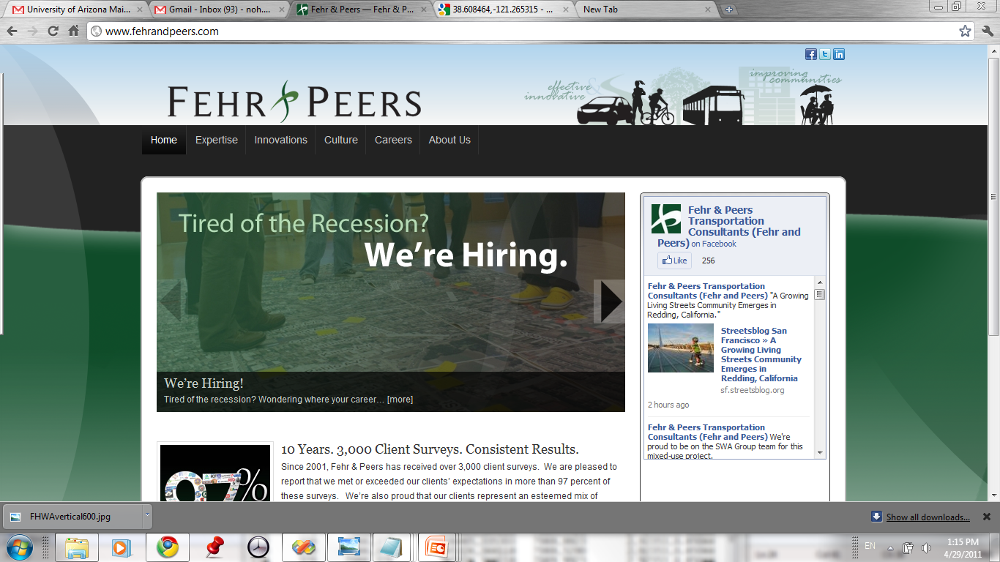 University of Arizona Mai...
Gmail - Inbox (93) - noh....
Fehr & Peers — Fehr & P...
38.608464,-121.265315 - ...
New Tab
www.fehrandpeers.com
FEHR PEERS
effective
&
innovative
improving
communities
Home
Expertise
Innovations
Culture
Careers
About Us
Tired of the Recession?
We're Hiring.
We're Hiring!
Tired of the recession? Wondering where your career... [more]
Fehr & Peers
Transportation
Consultants (Fehr and
Peers) on Facebook
Like
256
Fehr & Peers Transportation
Consultants (Fehr and Peers) "A Growing
Living Streets Community Emerges in
Redding, California."
Streetsblog San
Francisco » A
Growing Living
Streets Community
Emerges in
Redding, California
sf.streetsblog.org
2 hours ago
Fehr & Peers Transportation
Consultants (Fehr and Peers) We're
proud to be on the SWA Group team for this
mixed-use project.
97%
10 Years. 3,000 Client Surveys. Consistent Results.
Since 2001, Fehr & Peers has received over 3,000 client surveys. We are pleased to
report that we met or exceeded our clients' expectations in more than 97 percent of
these surveys. We're also proud that our clients represent an esteemed mix of
FHWAvertical600.jpg
Show all downloads...
EN
1:15 PM
4/29/2011